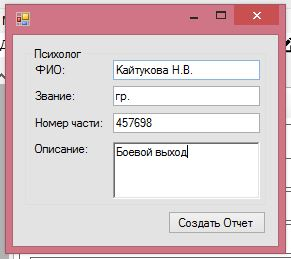 Психолог
ФИО: Кайтукова Н.В.
Звание: гр.
Номер части: 457698
Описание: Боевой выход
Создать Отчет